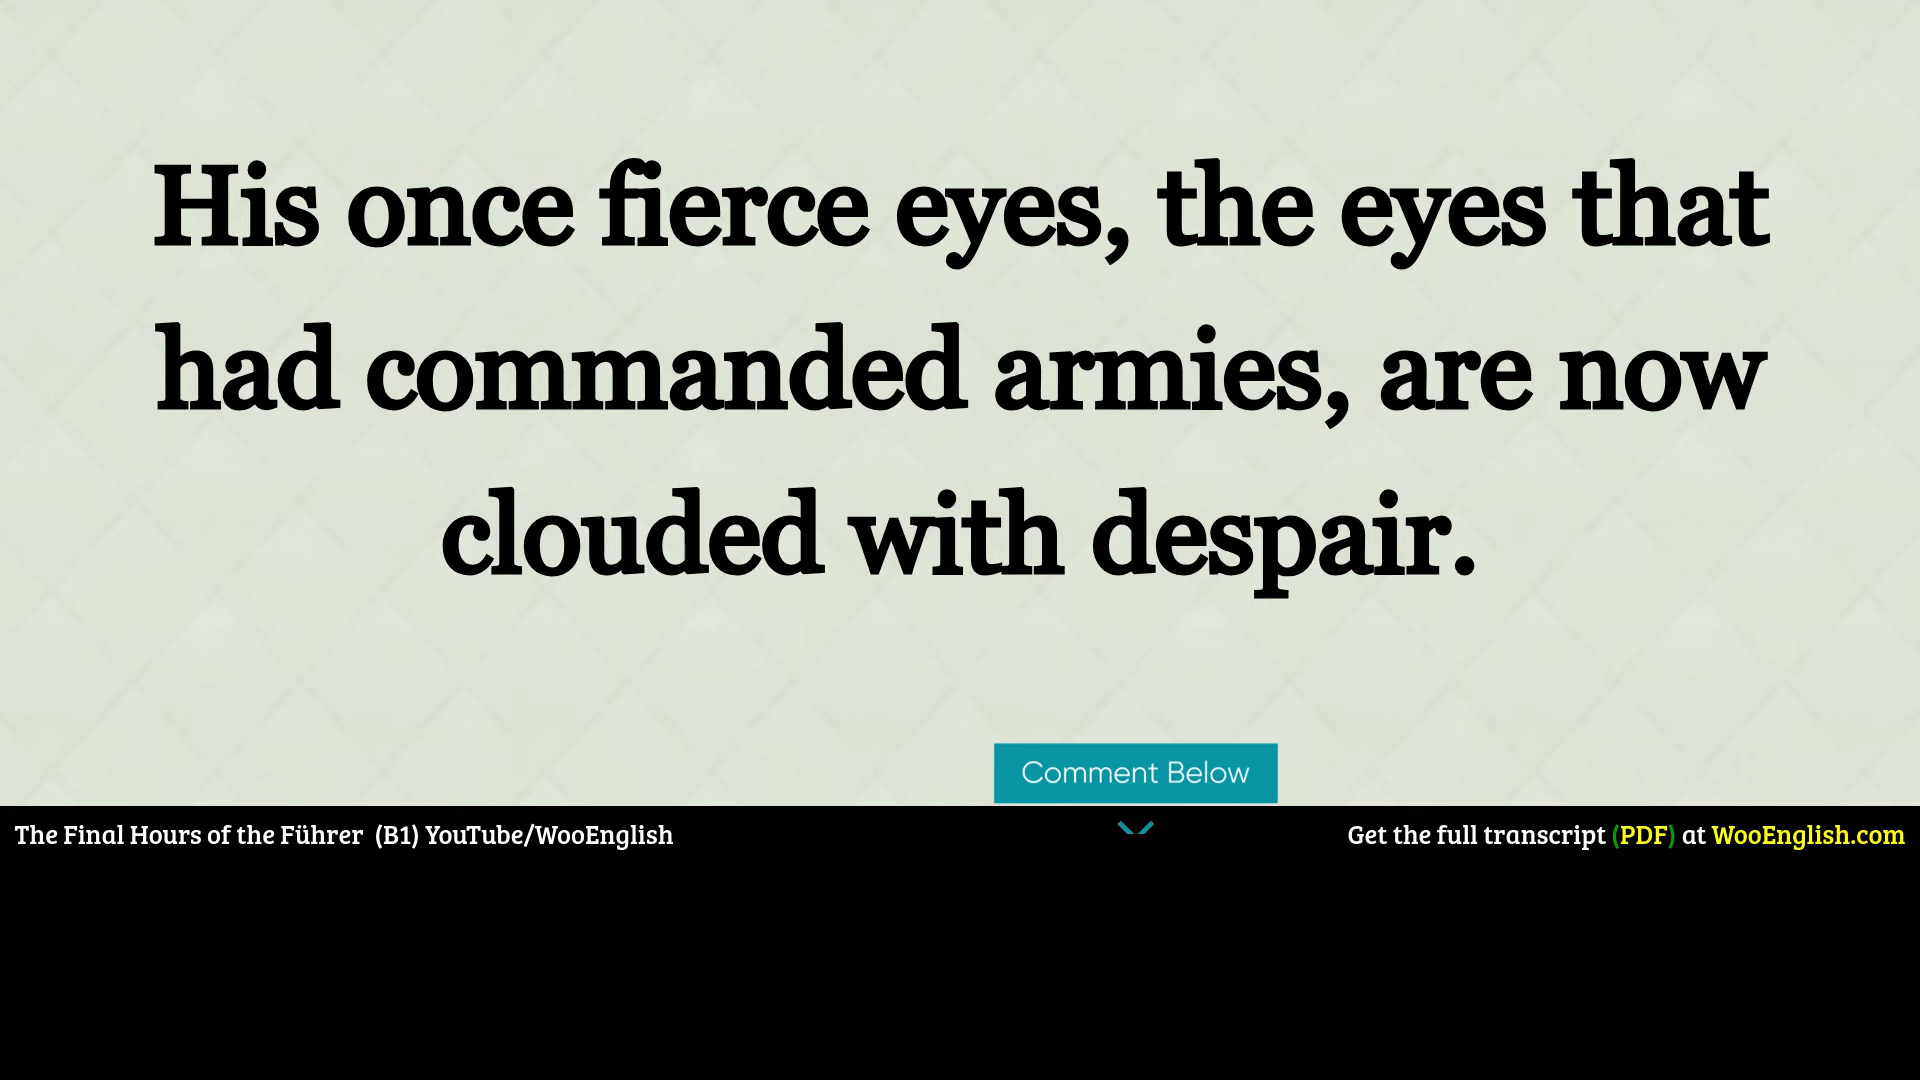 His once fierce eyes, the eyes that
had commanded armies, are now
clouded with despair.
Comment Below
The Final Hours of the Führer (B1) YouTube/WooEnglish
Get the full transcript (PDF) at WooEnglish.com